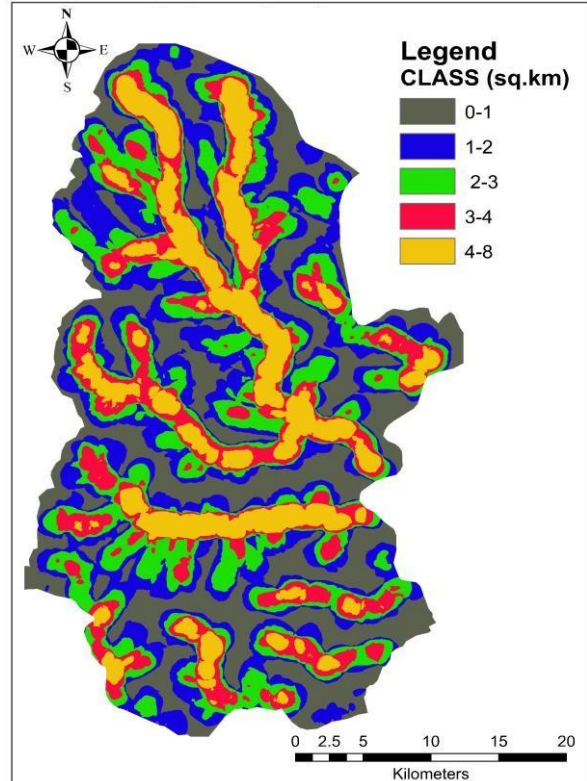 N
W E
S
Legend
CLASS (sq.km)
0-1
1-2
2-3
3-4
4-8
0 2.5 5 10 15 20
Kilometers